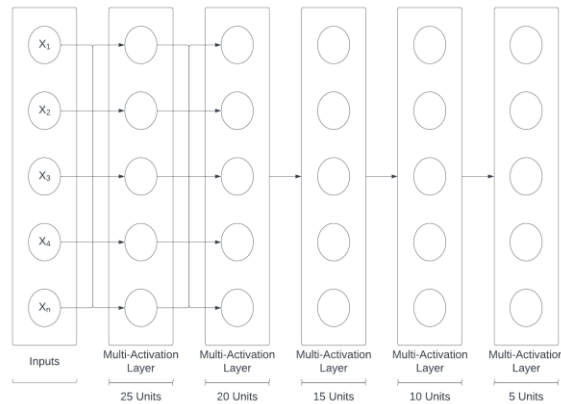 X1
X2
X3
X4
Xn
Inputs
Multi-Activation
Layer
25 Units
Multi-Activation
Layer
20 Units
Multi-Activation
Layer
15 Units
Multi-Activation
Layer
10 Units
Multi-Activation
Layer
5 Units